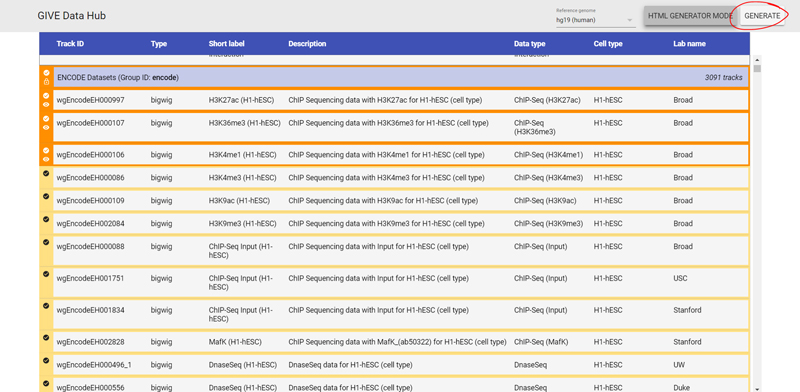 GIVE Data Hub
Reference genome
hg19 (human)
HTML GENERATOR MODE
GENERATE
Track ID Type Short label Description Data type Cell type Lab name
Interaction Interaction
ENCODE Datasets (Group ID: encode) 3091 tracks
wgEncodeEH000997 bigwig H3K27ac (H1-hESC) ChIP Sequencing data with H3K27ac for H1-hESC (cell type) ChIP-Seq (H3K27ac) H1-hESC Broad
wgEncodeEH000107 bigwig H3K36me3 (H1-hESC) ChIP Sequencing data with H3K36me3 for H1-hESC (cell type) ChIP-Seq H1-hESC Broad
(H3K36me3)
wgEncodeEH000106 bigwig H3K4me1 (H1-hESC) ChIP Sequencing data with H3K4me1 for H1-hESC (cell type) ChIP-Seq (H3K4me1) H1-hESC Broad
wgEncodeEH000086 bigwig H3K4me3 (H1-hESC) ChIP Sequencing data with H3K4me3 for H1-hESC (cell type) ChIP-Seq (H3K4me3) H1-hESC Broad
wgEncodeEH000109 bigwig H3K9ac (H1-hESC) ChIP Sequencing data with H3K9ac for H1-hESC (cell type) ChIP-Seq (H3K9ac) H1-hESC Broad
wgEncodeEH002084 bigwig H3K9me3 (H1-hESC) ChIP Sequencing data with H3K9me3 for H1-hESC (cell type) ChIP-Seq (H3K9me3) H1-hESC Broad
wgEncodeEH000088 bigwig ChIP-Seq Input (H1- ChIP Sequencing data with Input for H1-hESC (cell type) ChIP-Seq (Input) H1-hESC Broad
hESC)
wgEncodeEH001751 bigwig ChIP-Seq Input (H1- ChIP Sequencing data with Input for H1-hESC (cell type) ChIP-Seq (Input) H1-hESC USC
hESC)
wgEncodeEH001834 bigwig ChIP-Seq Input (H1- ChIP Sequencing data with Input for H1-hESC (cell type) ChIP-Seq (Input) H1-hESC Stanford
hESC)
wgEncodeEH002828 bigwig MafK (H1-hESC) ChIP Sequencing data with MafK_(ab50322) for H1-hESC (cell type) ChIP-Seq (MafK) H1-hESC Stanford
wgEncodeEH000496_1 bigwig DnaseSeq (H1-hESC) DnaseSeq data for H1-hESC (cell type) DnaseSeq H1-hESC UW
wgEncodeEH000556 bigwig DnaseSeq (H1-hESC) DnaseSeq data for H1-hESC (cell type) DnaseSeq H1-hESC Duke